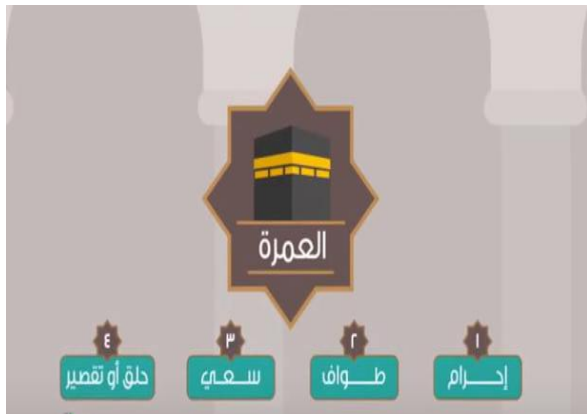 العمرة
١ ٢ ٣ ٤
إحرام طواف سعي حلق أو تقصير